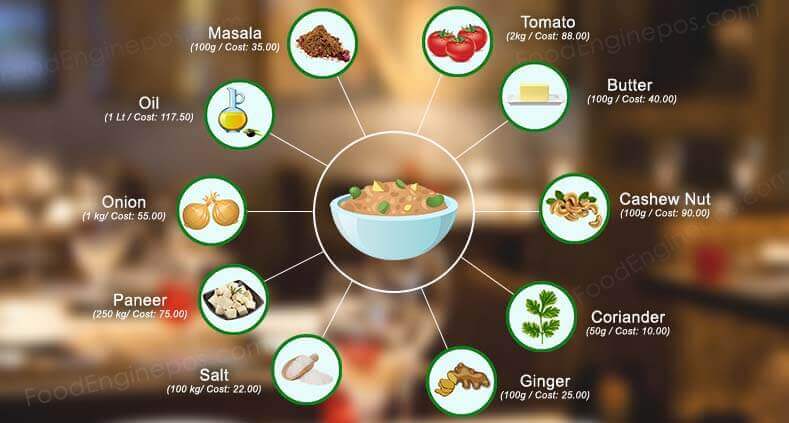 FoodEnginepos.com
FoodEnginepos.com
Masala
(100g / Cost: 35.00)
Tomato
(2kg / Cost: 88.00)
Oil
(1 Lt / Cost: 117.50)
Butter
(100g / Cost: 40.00)
Onion
(1 kg/ Cost: 55.00)
Cashew Nut
(100g / Cost: 90.00)
Paneer
(250 kg/ Cost: 75.00)
Coriander
(50g / Cost: 10.00)
Salt
(100 kg/ Cost: 22.00)
Ginger
(100g / Cost: 25.00)
FoodEnginepos.com
FoodEnginepos.com